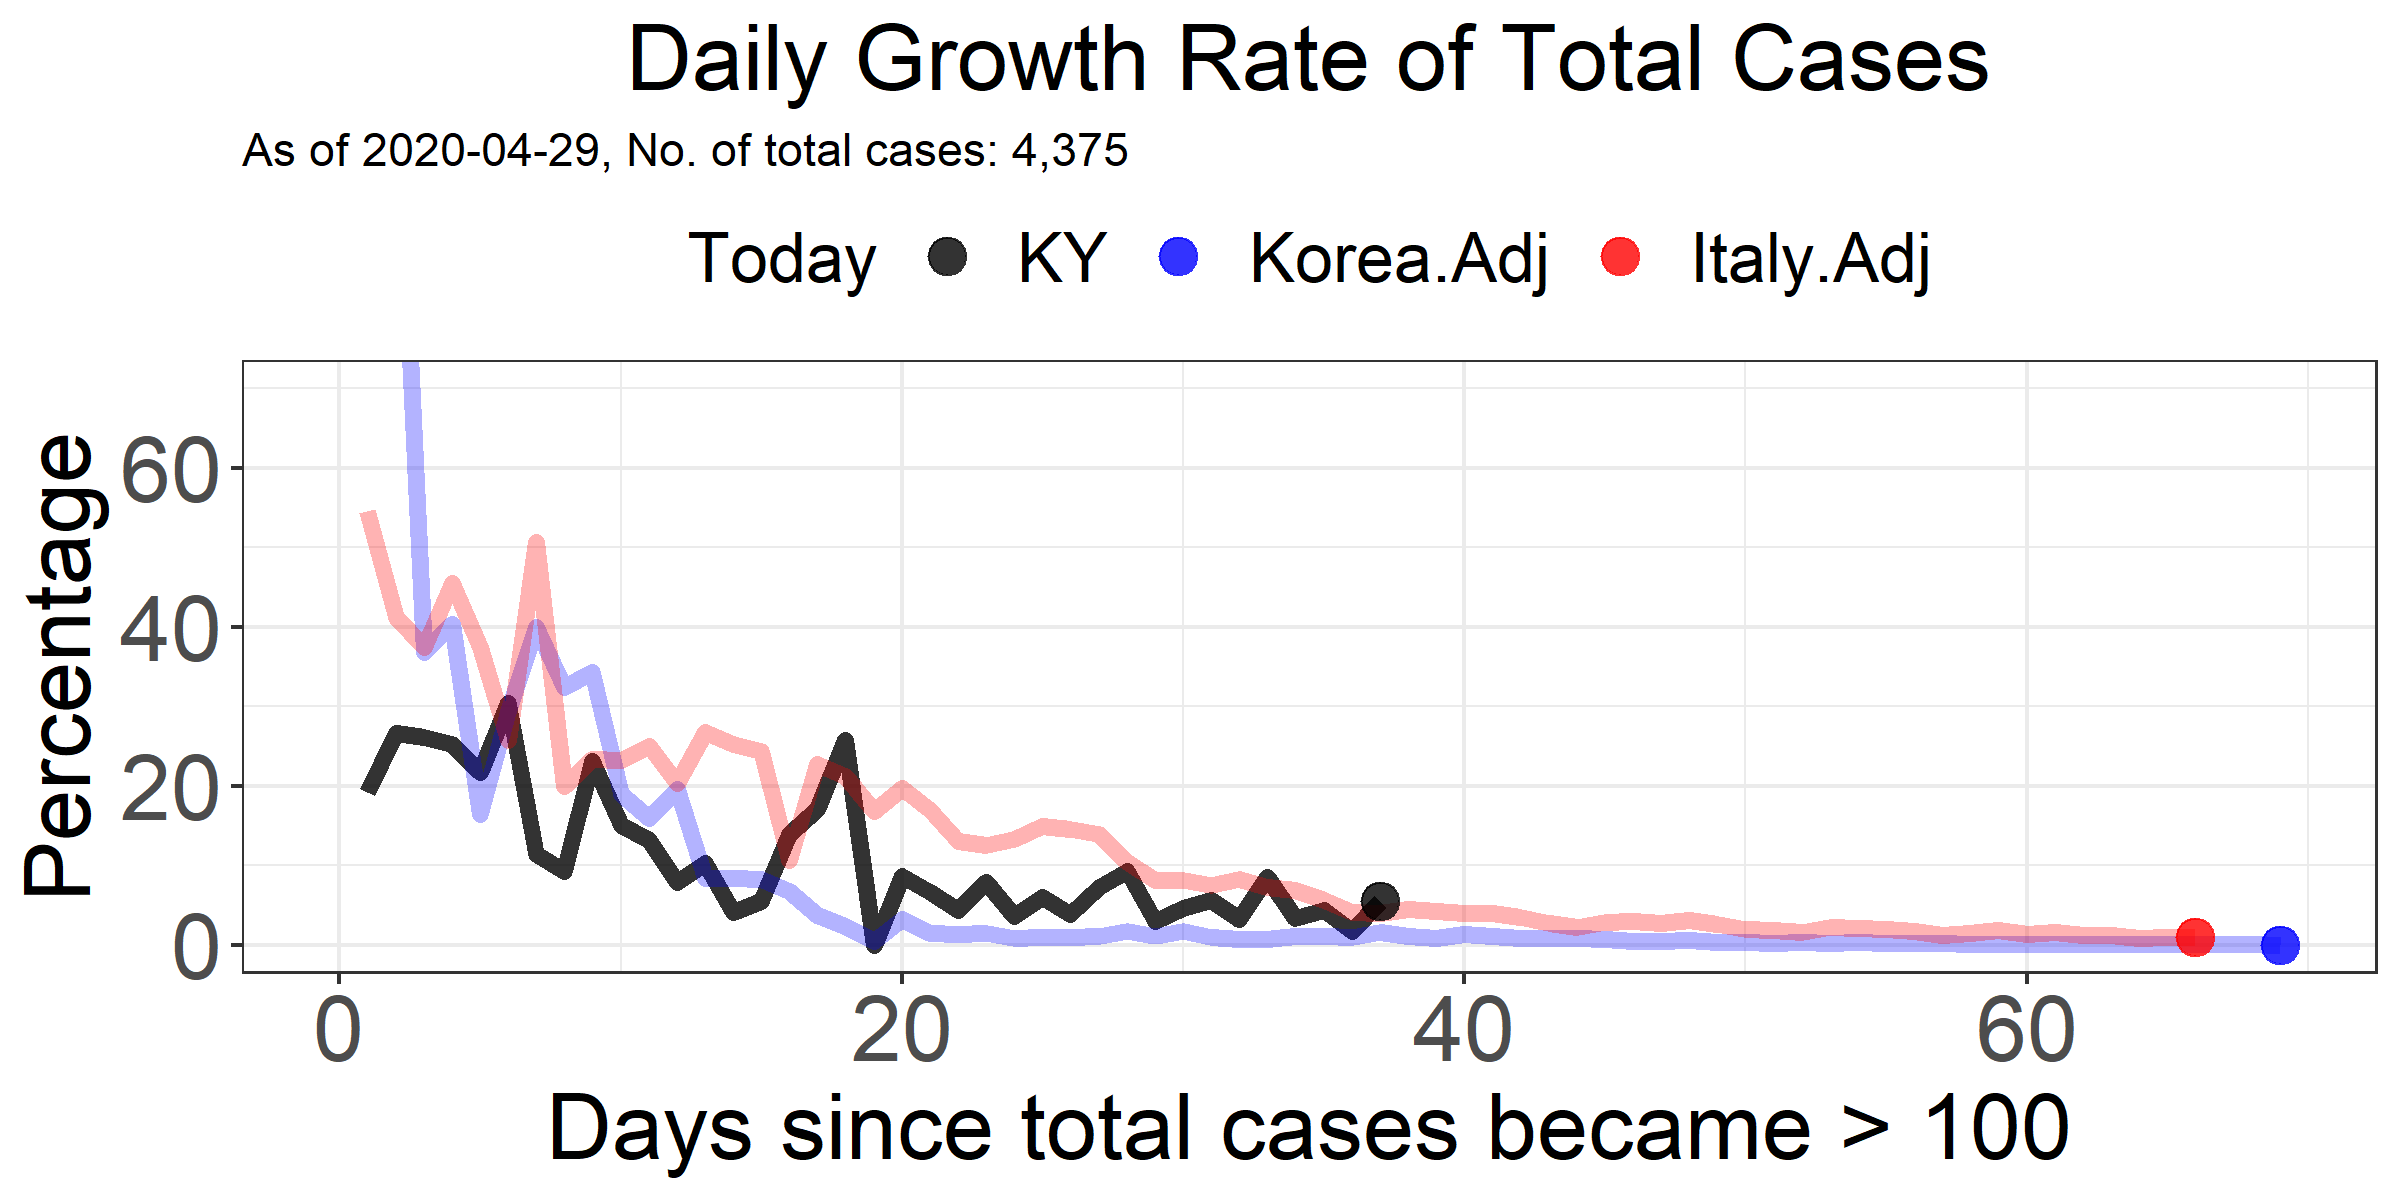 Daily Growth Rate of Total Cases
As of 2020-04-29, No. of total cases: 4,375
Today KY Korea.Adj Italy.Adj
Percentage
60
40
20
0
0 20 40 60
Days since total cases became > 100